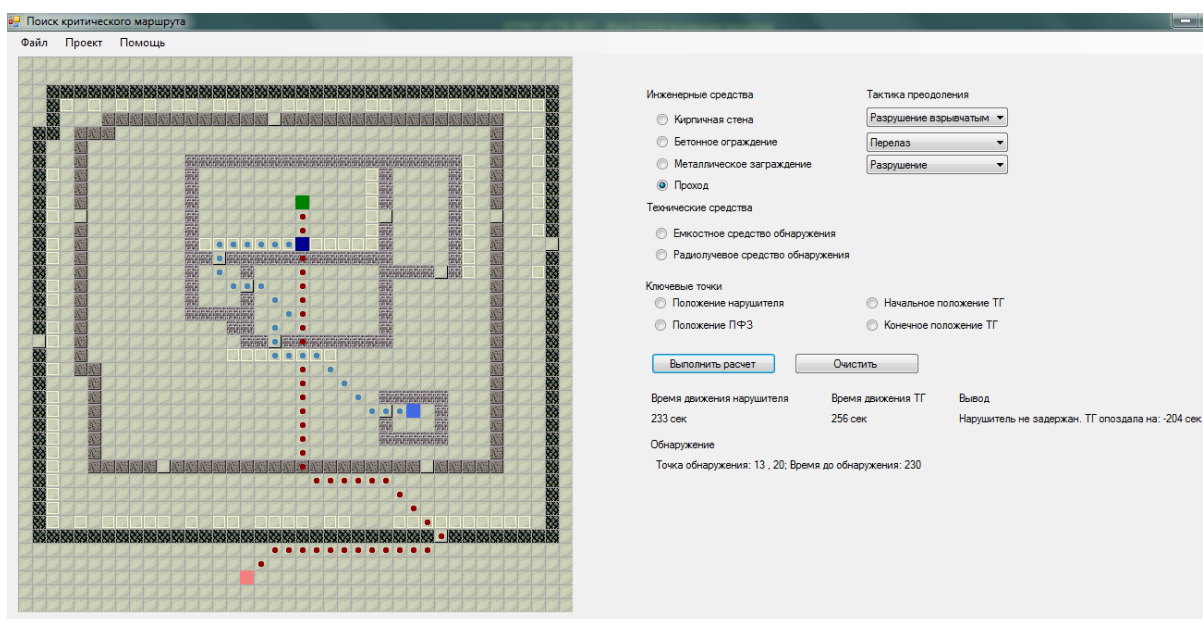 Поиск критического маршрута
Файл Проект Помощь
Инженерные средства Тактика преодоления
Кирпичная стена Разрушение взрывчатым
Бетонное ограждение Перелаз
Металлическое заграждение Разрушение
Проход
Технические средства
Емкостное средство обнаружения
Радиолучевое средство обнаружения
Ключевые точки
Положение нарушителя Начальное положение ТГ
Положение ПФЗ Конечное положение ТГ
Выполнить расчет Очистить
Время движения нарушителя Время движения ТГ Вывод
233 сек 256 сек Нарушитель не задержан. ТГ опоздала на: -204 сек
Обнаружение
Точка обнаружения: 13 , 20; Время до обнаружения: 230